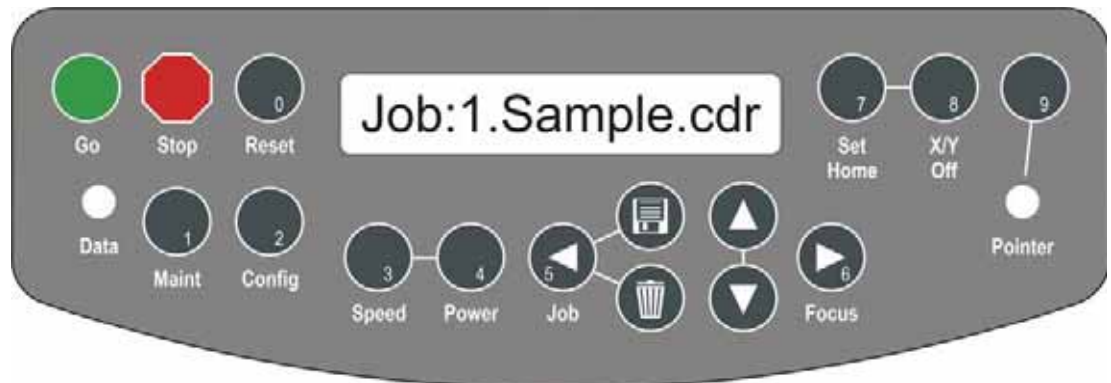 Job:1.Sample.cdr
0
7
8
9
Go
Stop
Reset
Set
Home
X/Y
Off
1
2
Data
Maint
Config
Pointer
3
4
5
6
Speed
Power
Job
Focus